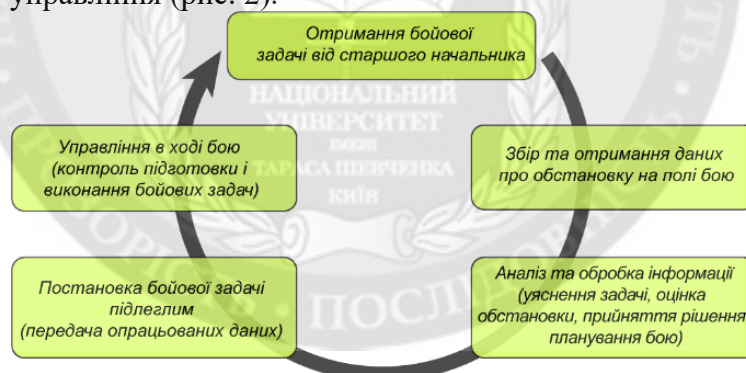 управління (рис. 2).
Отримання бойової
задачі від старшого начальника
Управління в ході бою
(контроль підготовки і
виконання бойових задач)
Збір та отримання даних
про обстановку на полі бою
Постановка бойової задачі
підлеглим
(передача опрацьованих даних)
Аналіз та обробка інформації
(уяснення задачі, оцінка
обстановки, прийняття рішення
планування бою)
НАЦІОНАЛЬНИЙ
УНІВЕРСИТЕТ
ІМЕНІ
ТАРАСА ШЕВЧЕНКА
КИЇВ